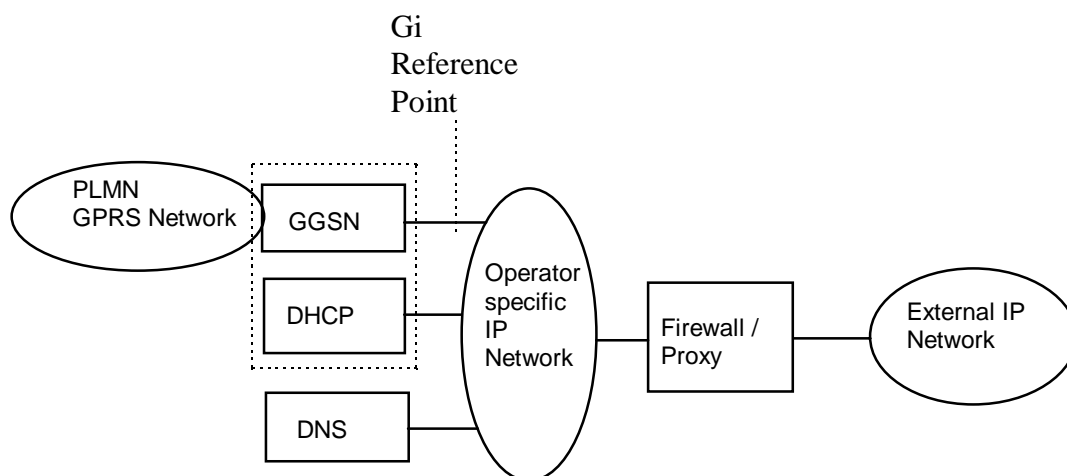 Gi
Reference
Point
PLMN
GPRS Network
GGSN
DHCP
DNS
Operator
specific
IP
Network
Firewall /
Proxy
External IP
Network